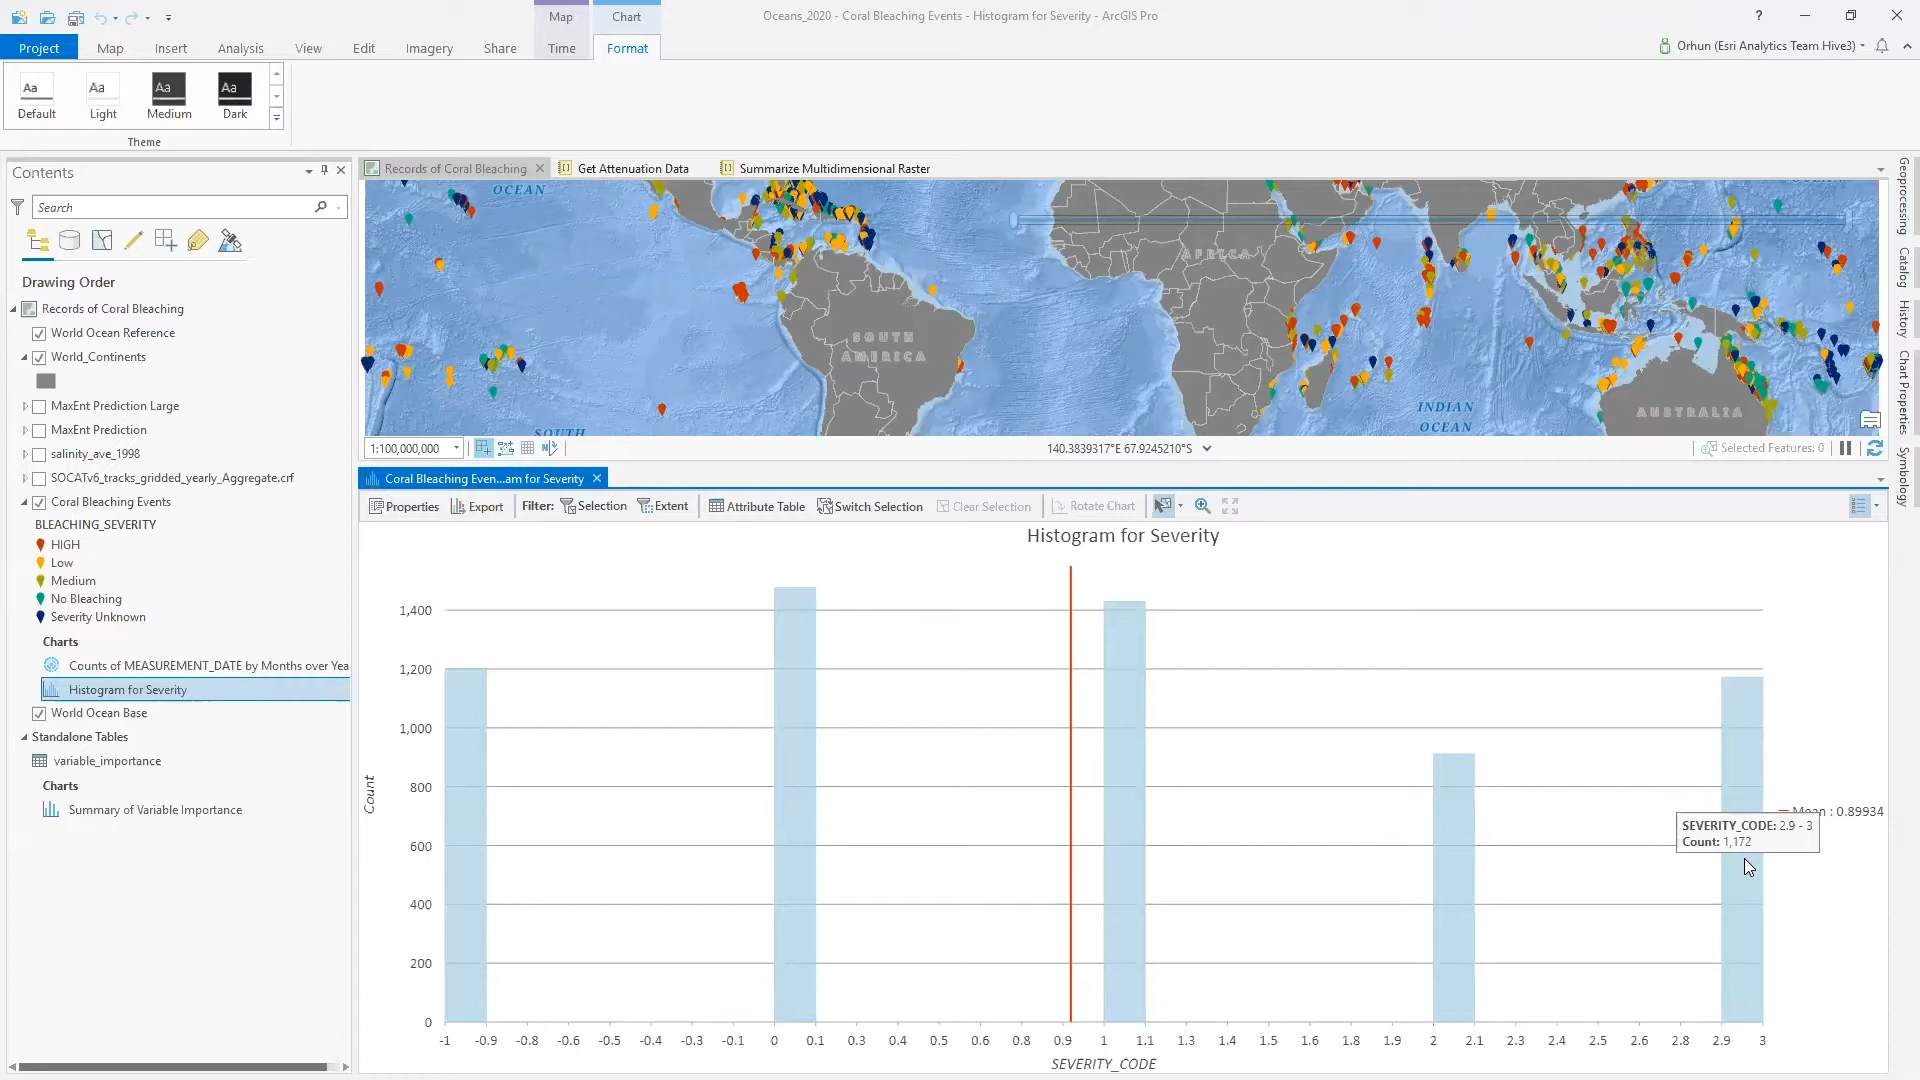 Map
Chart
Oceans_2020 - Coral Bleaching Events - Histogram for Severity - ArcGIS Pro
?
Project
Map
Insert
Analysis
View
Edit
Imagery
Share
Time
Format
Orhun (Esri Analytics Team Hive3)
Aa
Aa
Aa
Aa
Default
Light
Medium
Dark
Theme
Contents
Search
Drawing Order
Records of Coral Bleaching
World Ocean Reference
World_Continents
MaxEnt Prediction Large
MaxEnt Prediction
salinity_ave_1998
SOCATv6_tracks_gridded_yearly_Aggregate.crf
Coral Bleaching Events
BLEACHING_SEVERITY
HIGH
Low
Medium
No Bleaching
Severity Unknown
Charts
Counts of MEASUREMENT_DATE by Months over Yea
Histogram for Severity
World Ocean Base
Standalone Tables
variable_importance
Charts
Summary of Variable Importance
Records of Coral Bleaching
Get Attenuation Data
Summarize Multidimensional Raster
OCEAN
AFRICA
SOUTH
AMERICA
SOUTH
INDIAN
OCEAN
AUSTRALIA
1:100,000,000
140.3839317°E 67.9245210°S
Selected Features: 0
Coral Bleaching Even...am for Severity
Properties
Export
Filter:
Selection
Extent
Attribute Table
Switch Selection
Clear Selection
Rotate Chart
Histogram for Severity
1,400
1,200
1,000
800
600
400
200
0
Count
-1 -0.9 -0.8 -0.6 -0.5 -0.4 -0.3 -0.1 0 0.1 0.3 0.4 0.5 0.6 0.8 0.9 1 1.1 1.3 1.4 1.5 1.6 1.8 1.9 2 2.1 2.3 2.4 2.5 2.6 2.8 2.9 3
SEVERITY_CODE
Mean : 0.89934
SEVERITY_CODE: 2.9 - 3
Count: 1,172
Geoprocessing
Catalog
History
Chart Properties
Symbology